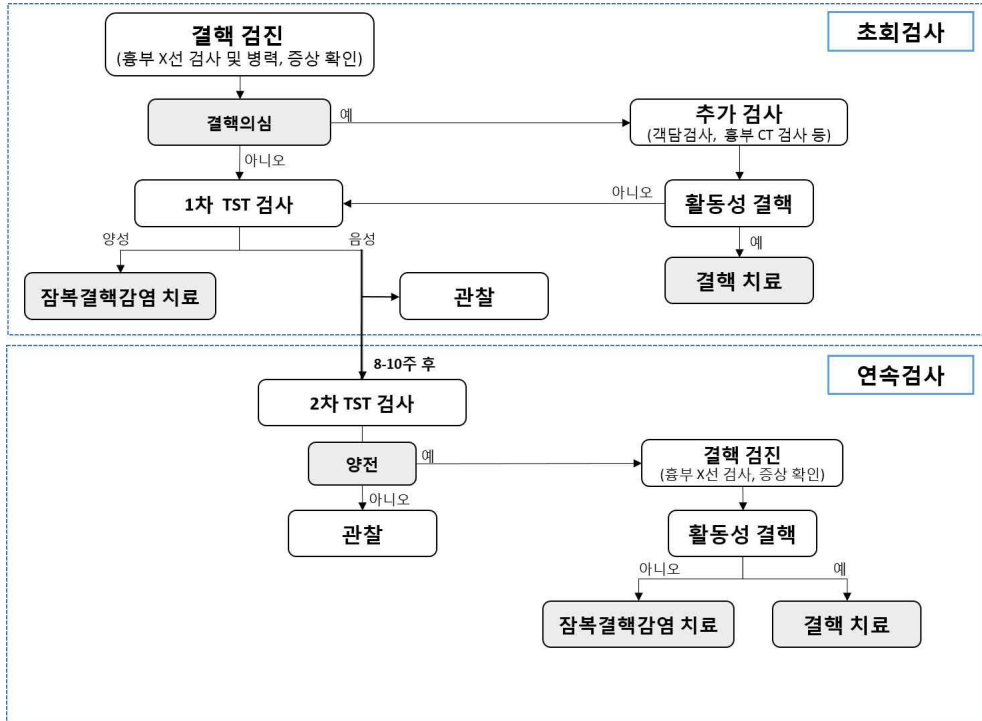 초회검사
결핵 검진
(흉부 X선 검사 및 병력, 증상 확인)
결핵의심
예
추가 검사
(객담검사, 흉부 CT 검사 등)
아니오
1차 TST 검사
아니오
활동성 결핵
양성
음성
예
잠복결핵감염 치료
관찰
결핵 치료
8-10주 후
연속검사
2차 TST 검사
양전
예
결핵 검진
(흉부 X선 검사, 증상 확인)
아니오
관찰
활동성 결핵
아니오
예
잠복결핵감염 치료
결핵 치료